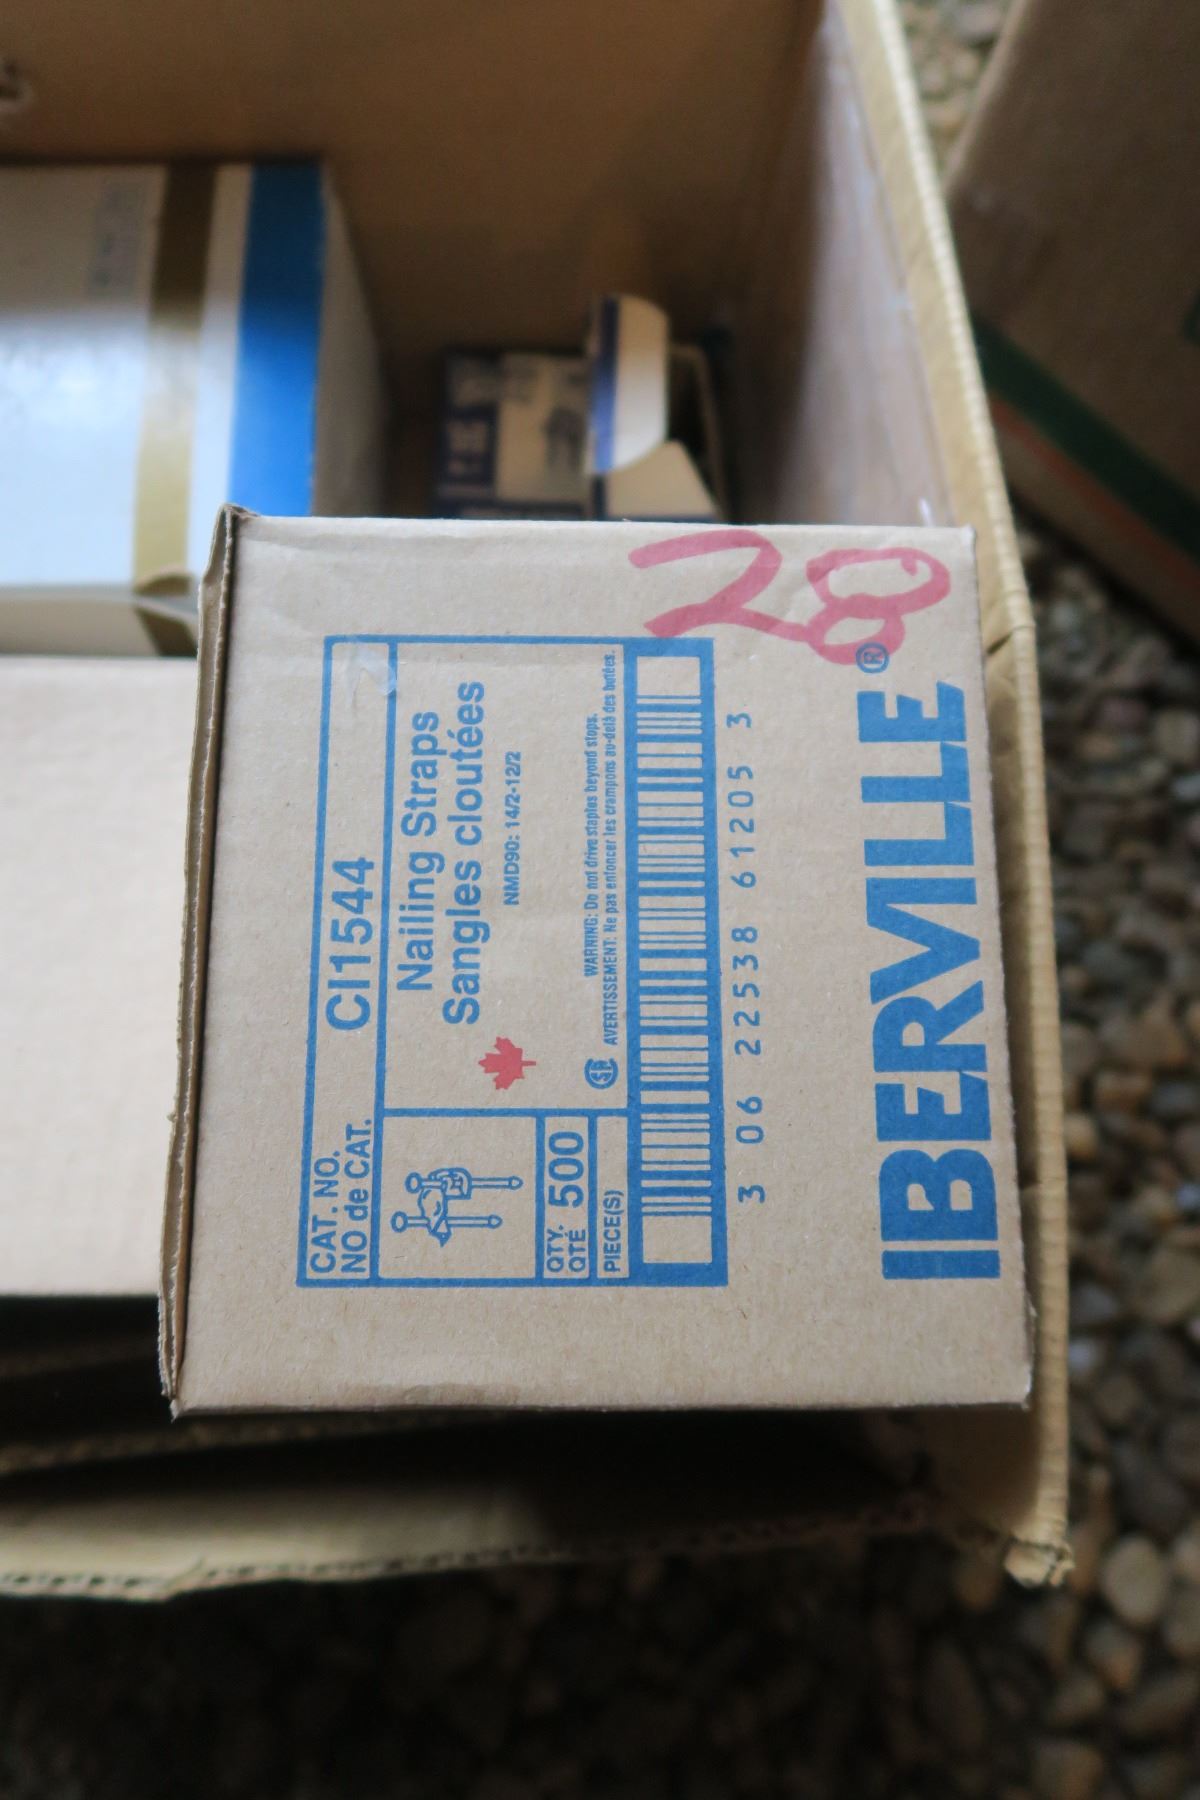 CAT. NO.
NO de CAT.
CI1544
Nailing Straps
Sangles cloutées
NMD90: 14/2-12/2
WARNING: Do not drive staples beyond stops.
AVERTISSEMENT: Ne pas enfoncer les crampons au-delà des butées.
QTY.
QTÉ
500
PIECE(S)
3 06 22538 61205 3
IBERVILLE®
28